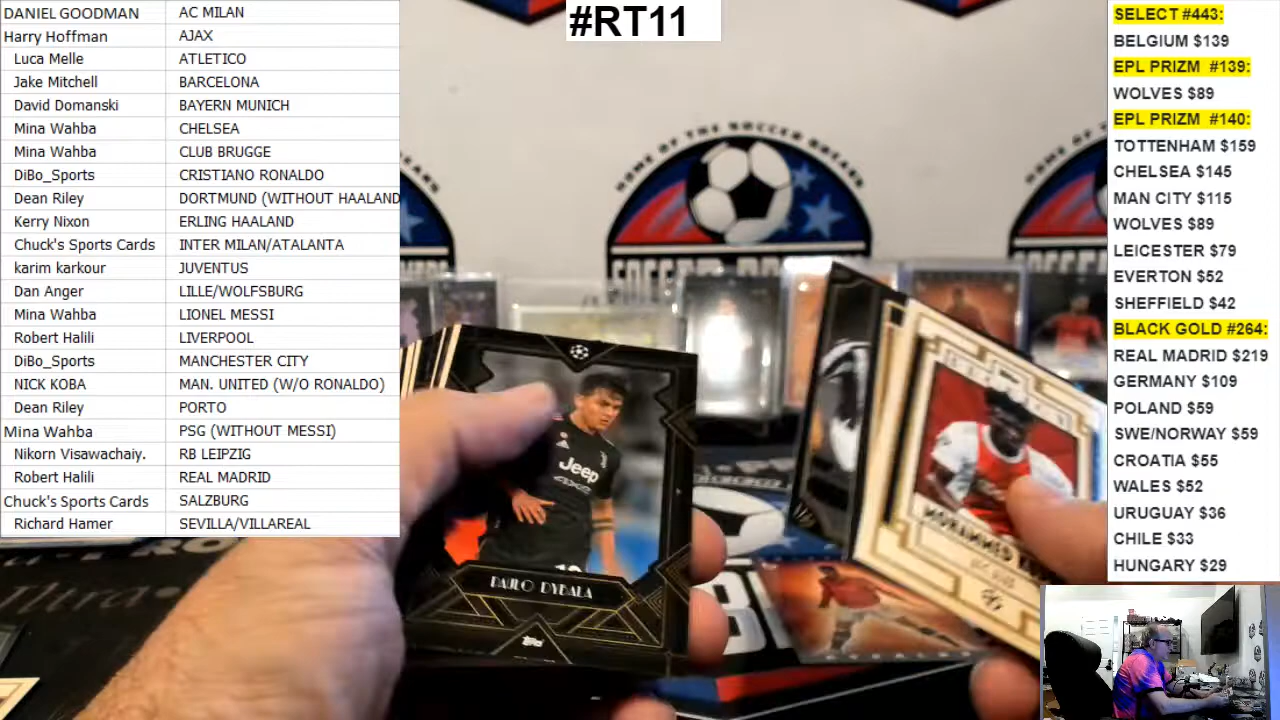 #RT11
DANIEL GOODMAN AC MILAN
Harry Hoffman AJAX
Luca Melle ATLETICO
Jake Mitchell BARCELONA
David Domanski BAYERN MUNICH
Mina Wahba CHELSEA
Mina Wahba CLUB BRUGGE
DiBo_Sports CRISTIANO RONALDO
Dean Riley DORTMUND (WITHOUT HAALAND
Kerry Nixon ERLING HAALAND
Chuck's Sports Cards INTER MILAN/ATALANTA
karim karkour JUVENTUS
Dan Anger LILLE/WOLFSBURG
Mina Wahba LIONEL MESSI
Robert Halili LIVERPOOL
DiBo_Sports MANCHESTER CITY
NICK KOBA MAN. UNITED (W/O RONALDO)
Dean Riley PORTO
Mina Wahba PSG (WITHOUT MESSI)
Nikorn Visawachaiy. RB LEIPZIG
Robert Halili REAL MADRID
Chuck's Sports Cards SALZBURG
Richard Hamer SEVILLA/VILLAREAL
HOME OF THE SOCCER BREAKER
SOCCER
Jeep
PAULO DYBALA
MOHAMMED
SELECT #443:
BELGIUM $139
EPL PRIZM #139:
WOLVES $89
EPL PRIZM #140:
TOTTENHAM $159
CHELSEA $145
MAN CITY $115
WOLVES $89
LEICESTER $79
EVERTON $52
SHEFFIELD $42
BLACK GOLD #264:
REAL MADRID $219
GERMANY $109
POLAND $59
SWE/NORWAY $59
CROATIA $55
WALES $52
URUGUAY $36
CHILE $33
HUNGARY $29